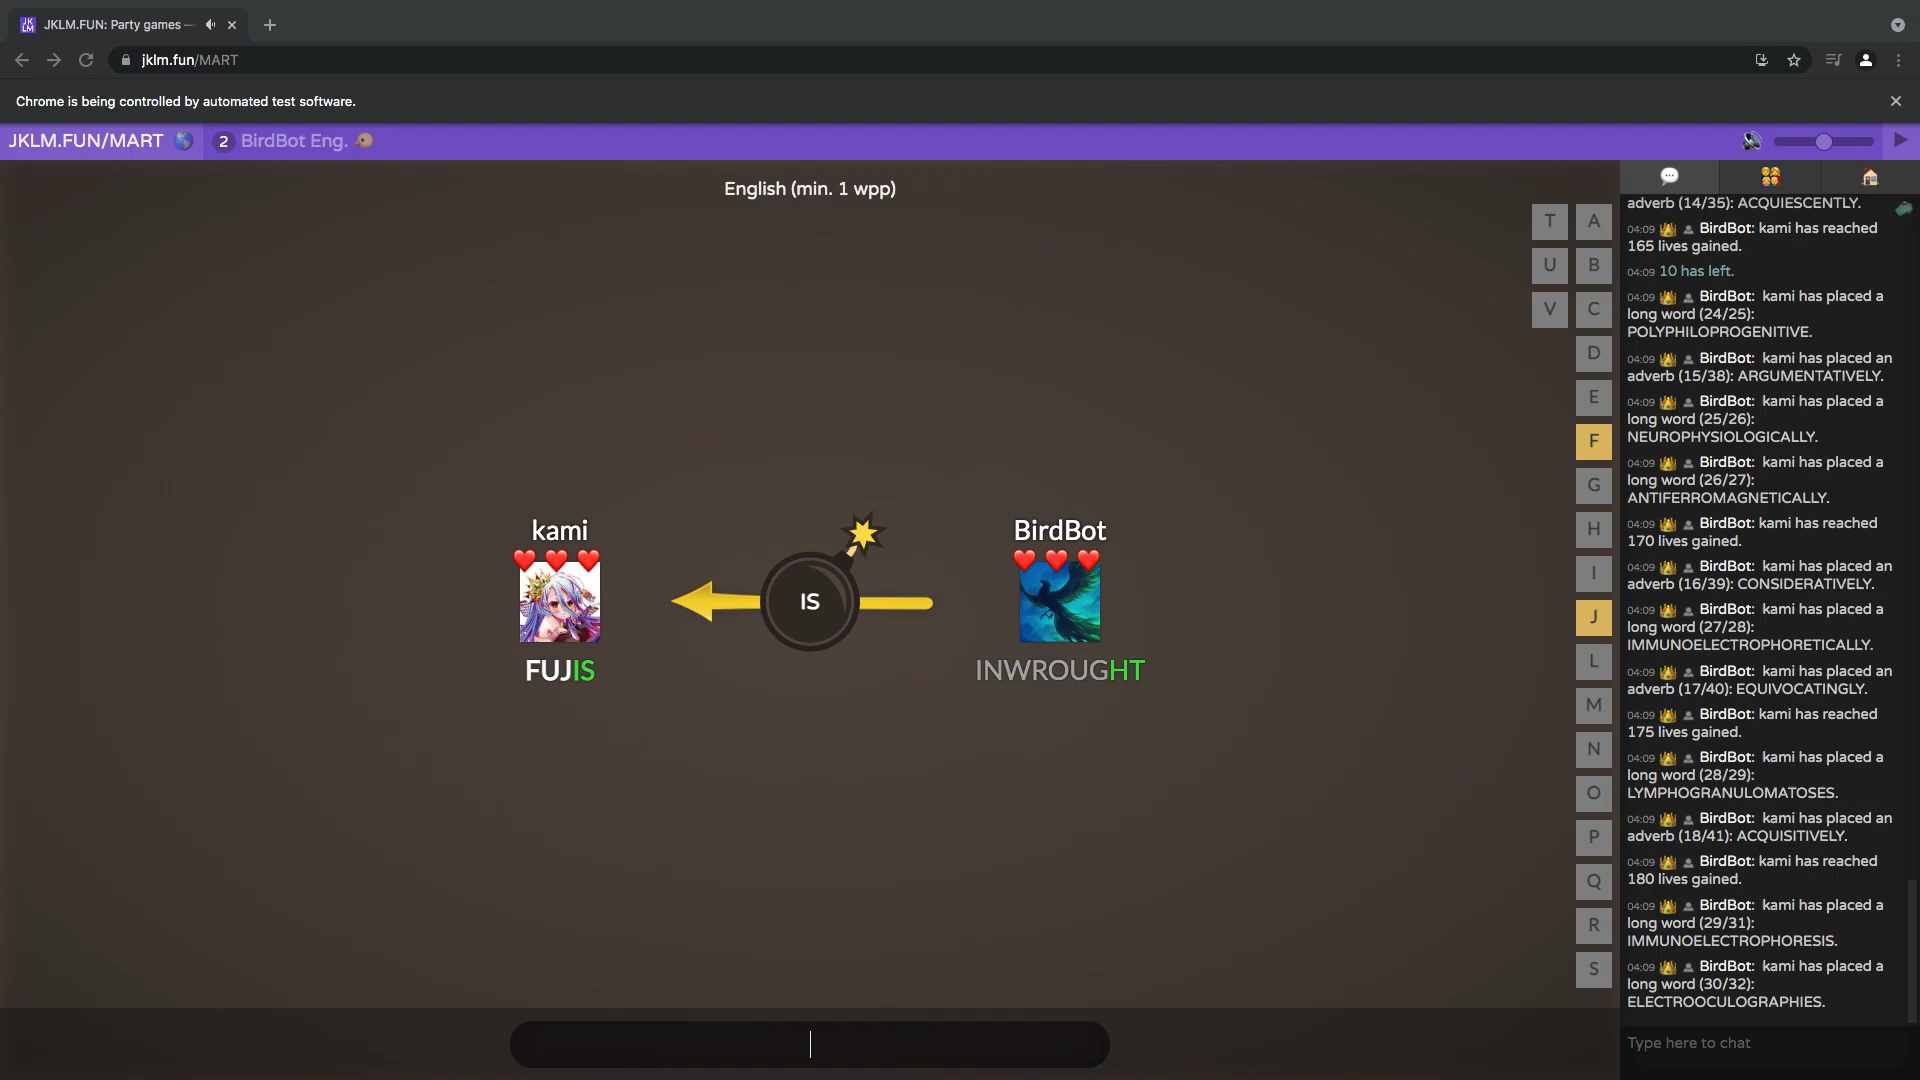 JKLM.FUN: Party games —
jklm.fun/MART
Chrome is being controlled by automated test software.
JKLM.FUN/MART
2 BirdBot Eng.
English (min. 1 wpp)
kami
FUJIS
IS
BirdBot
INWROUGHT
T A
U B
V C
D
E
F
G
H
I
J
L
M
N
O
P
Q
R
S
adverb (14/35): ACQUIESCENTLY.
04:09 BirdBot: kami has reached
165 lives gained.
04:09 10 has left.
04:09 BirdBot: kami has placed a
long word (24/25):
POLYPHILOPROGENITIVE.
04:09 BirdBot: kami has placed an
adverb (15/38): ARGUMENTATIVELY.
04:09 BirdBot: kami has placed a
long word (25/26):
NEUROPHYSIOLOGICALLY.
04:09 BirdBot: kami has placed a
long word (26/27):
ANTIFERROMAGNETICALLY.
04:09 BirdBot: kami has reached
170 lives gained.
04:09 BirdBot: kami has placed an
adverb (16/39): CONSIDERATIVELY.
04:09 BirdBot: kami has placed a
long word (27/28):
IMMUNOELECTROPHORETICALLY.
04:09 BirdBot: kami has placed an
adverb (17/40): EQUIVOCATINGLY.
04:09 BirdBot: kami has reached
175 lives gained.
04:09 BirdBot: kami has placed a
long word (28/29):
LYMPHOGRANULOMATOSES.
04:09 BirdBot: kami has placed an
adverb (18/41): ACQUISITIVELY.
04:09 BirdBot: kami has reached
180 lives gained.
04:09 BirdBot: kami has placed a
long word (29/31):
IMMUNOELECTROPHORESIS.
04:09 BirdBot: kami has placed a
long word (30/32):
ELECTROOCULOGRAPHIES.
Type here to chat